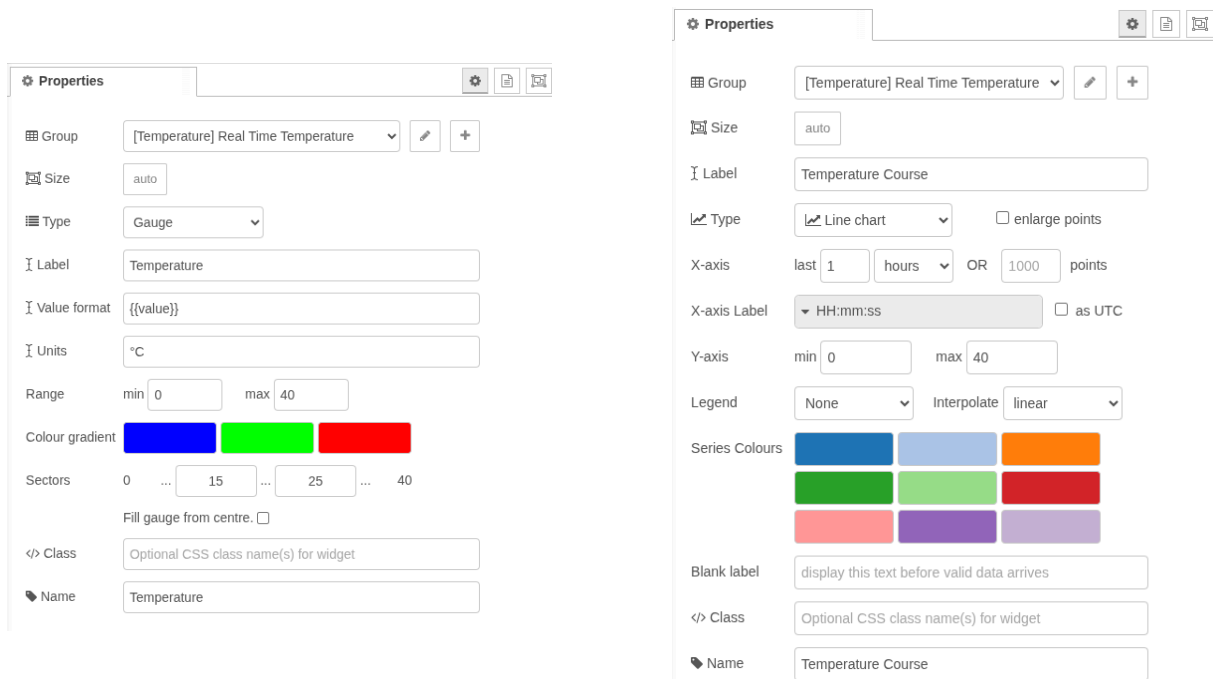 Properties
Group [Temperature] Real Time Temperature
Size auto
Type Gauge
Label Temperature
Value format {{value}}
Units °C
Range min 0 max 40
Colour gradient
Sectors 0 ... 15 ... 25 ... 40
Fill gauge from centre.
</> Class Optional CSS class name(s) for widget
Name Temperature
Properties
Group [Temperature] Real Time Temperature
Size auto
Label Temperature Course
Type Line chart enlarge points
X-axis last 1 hours OR 1000 points
X-axis Label HH:mm:ss as UTC
Y-axis min 0 max 40
Legend None Interpolate linear
Series Colours
Blank label display this text before valid data arrives
</> Class Optional CSS class name(s) for widget
Name Temperature Course